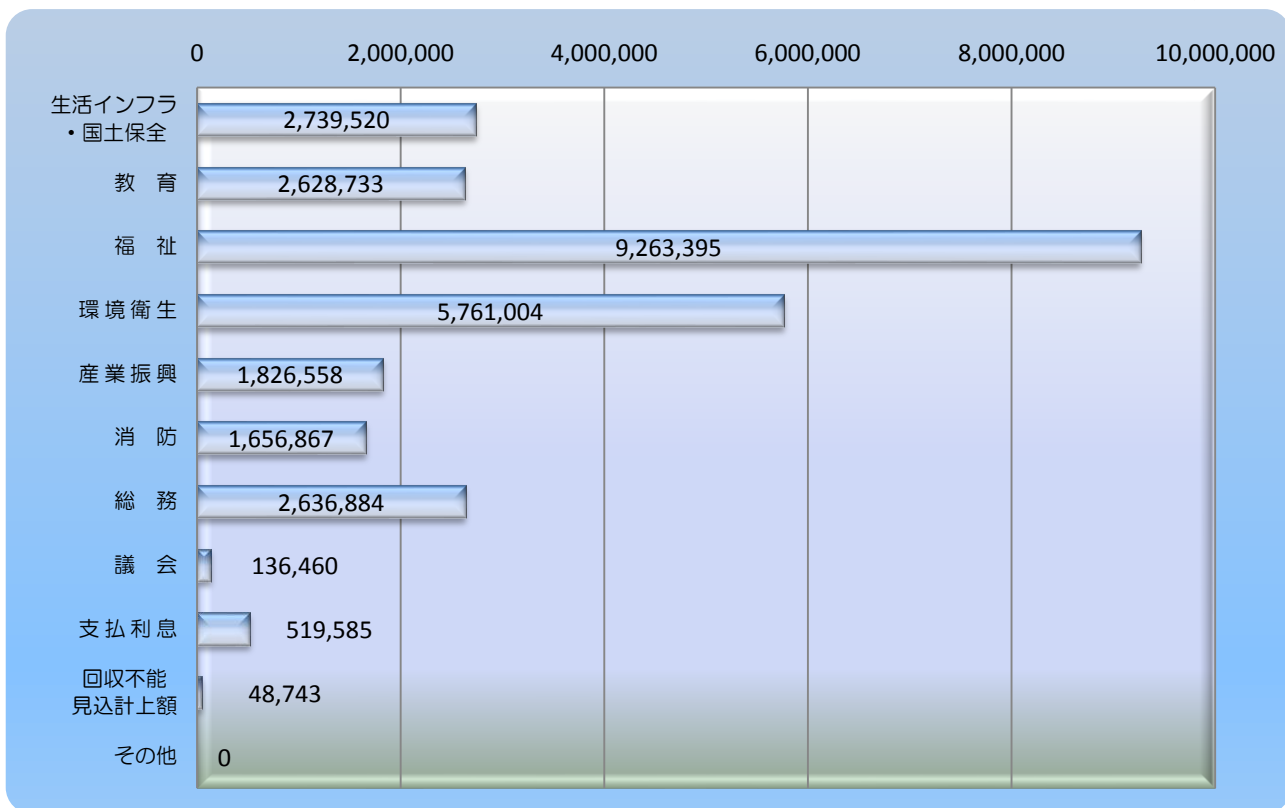 0 2,000,000 4,000,000 6,000,000 8,000,000 10,000,000
生活インフラ
・国土保全
2,739,520
教　育
2,628,733
福　祉
9,263,395
環境衛生
5,761,004
産業振興
1,826,558
消　防
1,656,867
総　務
2,636,884
議　会
136,460
支払利息
519,585
回収不能
見込計上額
48,743
その他
0